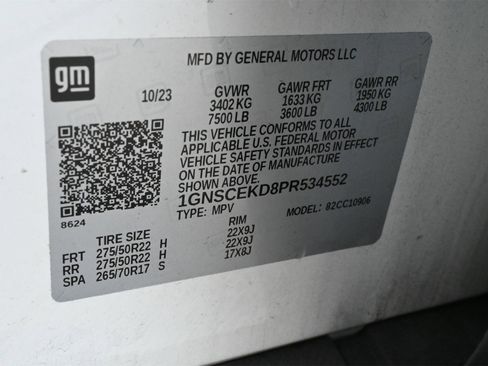 gm
MFD BY GENERAL MOTORS LLC
10/23 GVWR GAWR FRT GAWR RR
3402 KG 1633 KG 1950 KG
7500 LB 3600 LB 4300 LB
THIS VEHICLE CONFORMS TO ALL
APPLICABLE U.S. FEDERAL MOTOR
VEHICLE SAFETY STANDARDS IN EFFECT
ON THE DATE OF MANUFACTURE SHOWN ABOVE.
1GNSCEKD8PR534552
TYPE: MPV MODEL: 82CC10906
8624
TIRE SIZE RIM
FRT 275/50R22 H 22X9J
RR 275/50R22 H 22X9J
SPA 265/70R17 S 17X8J